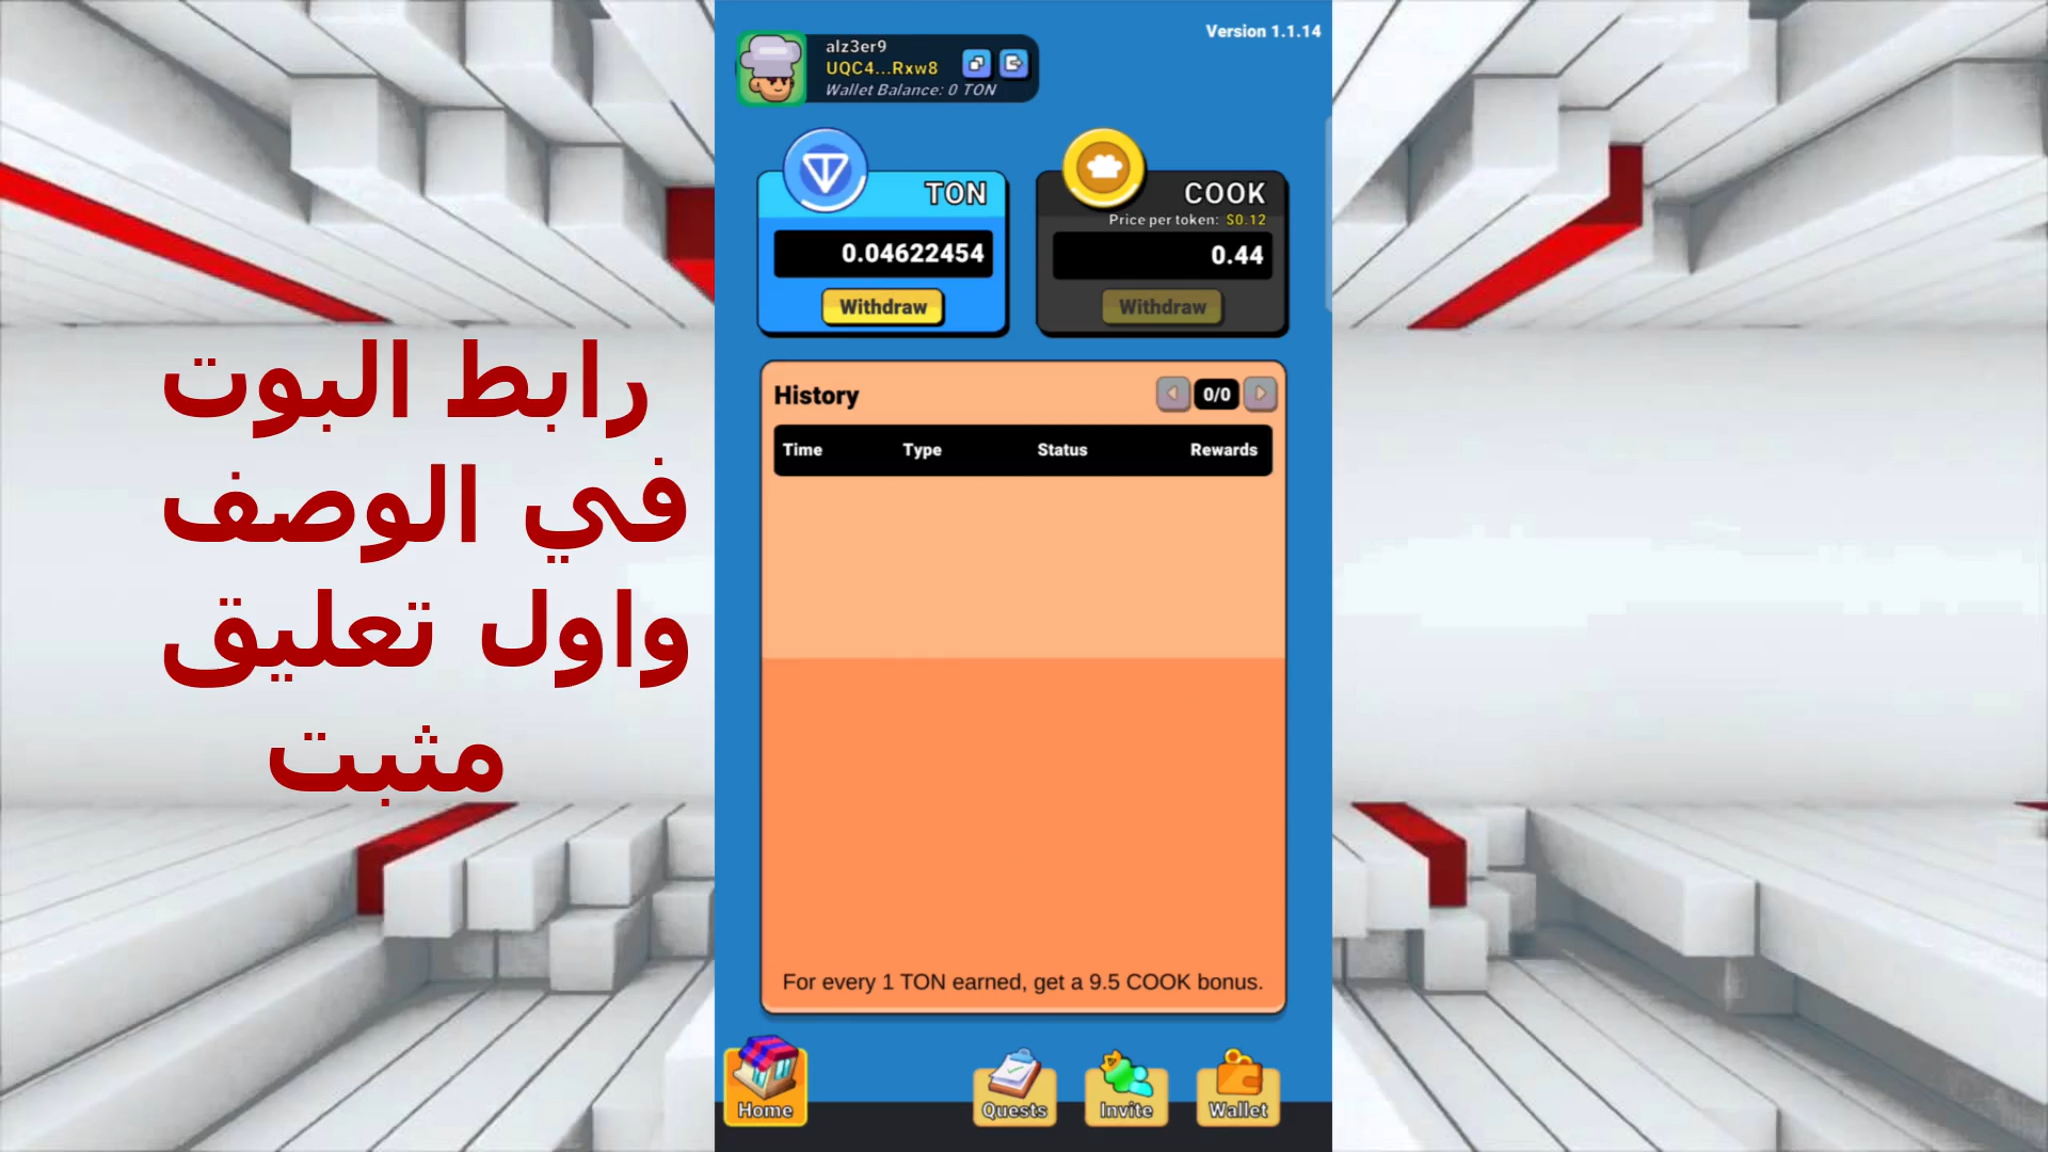 Version 1.1.14
alz3er9
UQC4...Rxw8
Wallet Balance: 0 TON
TON
0.04622454
Withdraw
COOK
Price per token: $0.12
0.44
Withdraw
رابط البوت
في الوصف
واول تعليق
مثبت
History
0/0
Time Type Status Rewards
For every 1 TON earned, get a 9.5 COOK bonus.
Home
Quests
Invite
Wallet